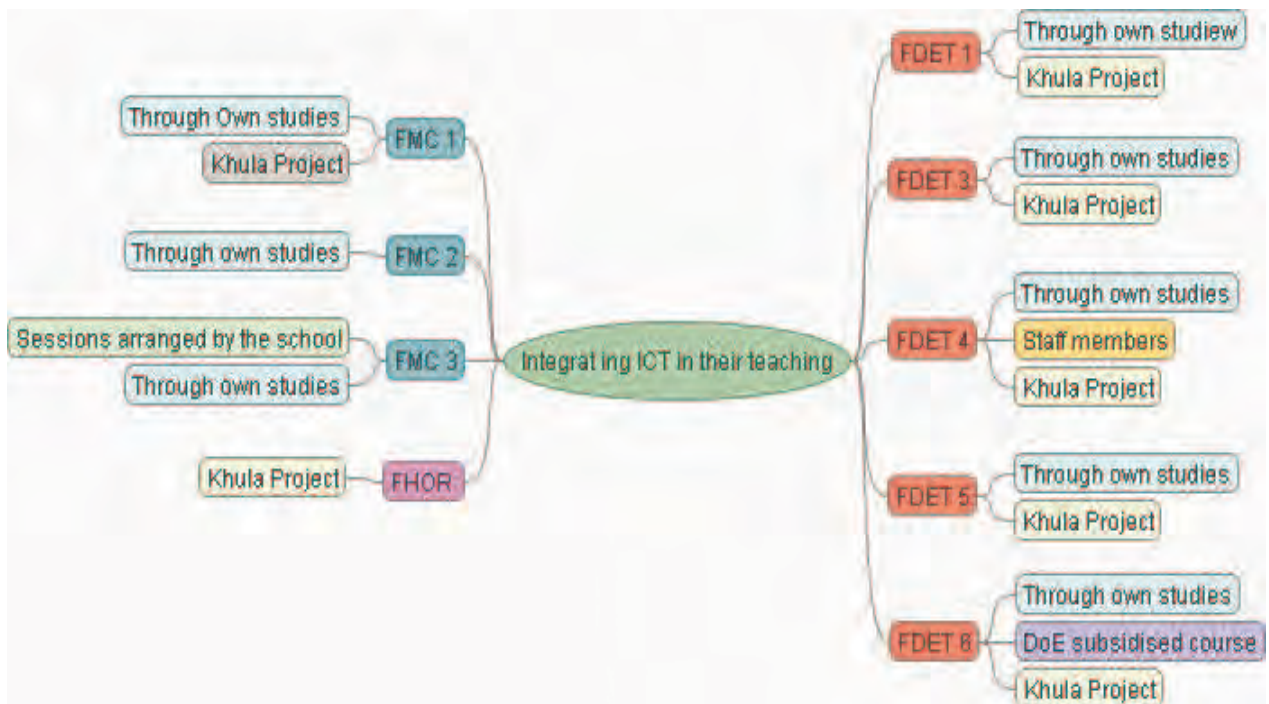 Through Own studies
Khula Project
FMC 1
Through own studies
FMC 2
Sessions arranged by the school
Through own studies
FMC 3
Khula Project
FHOR
Integrating ICT in their teaching
FDET 1
Through own studiew
Khula Project
FDET 3
Through own studies
Khula Project
FDET 4
Through own studies
Staff members
Khula Project
FDET 5
Through own studies
Khula Project
FDET 6
Through own studies
DoE subsidised course
Khula Project